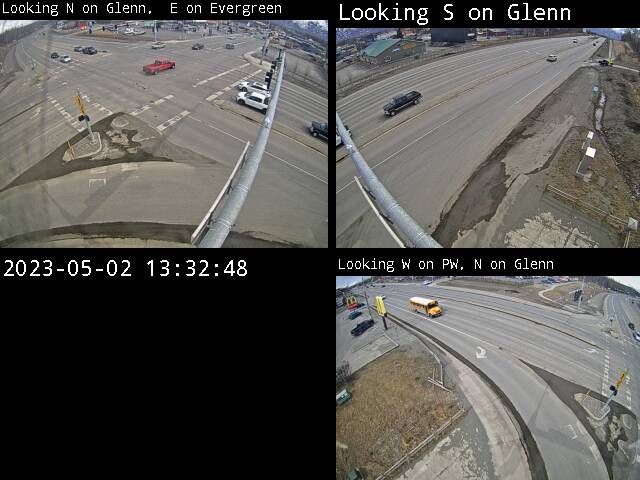 Looking N on Glenn,  E on Evergreen
Looking S on Glenn
2023-05-02 13:32:48
Looking W on PW, N on Glenn